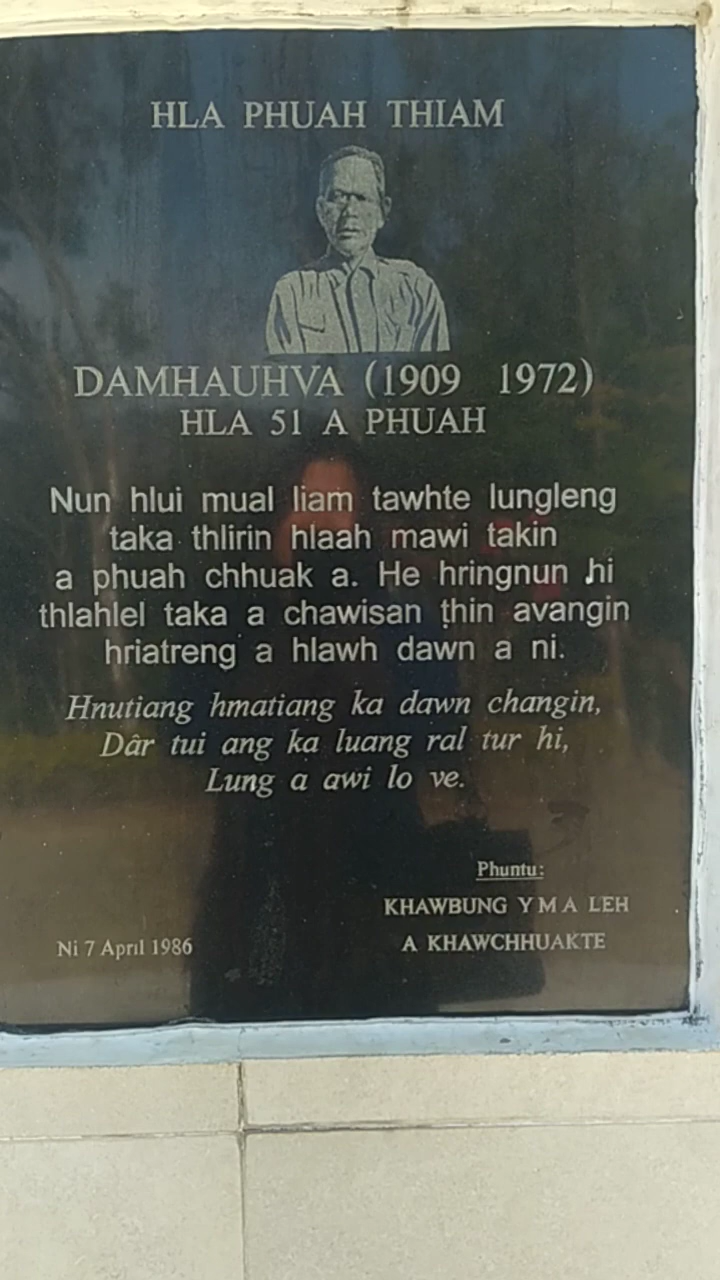 HLA PHUAH THIAM
DAMHAUHVA (1909 1972)
HLA 51 A PHUAH
Nun hlui mual liam tawhte lungleng
taka thlirin hlaah mawi takin
a phuah chhuak a. He hringnun hi
thlahlel taka a chawisan ṭhin avangin
hriatreng a hlawh dawn a ni.
Hnutiang hmatiang ka dawn changin,
Dâr tui ang ka luang ral tur hi,
Lung a awi lo ve.
Phuntu:
KHAWBUNG Y M A LEH
A KHAWCHHUAKTE
Ni 7 April 1986